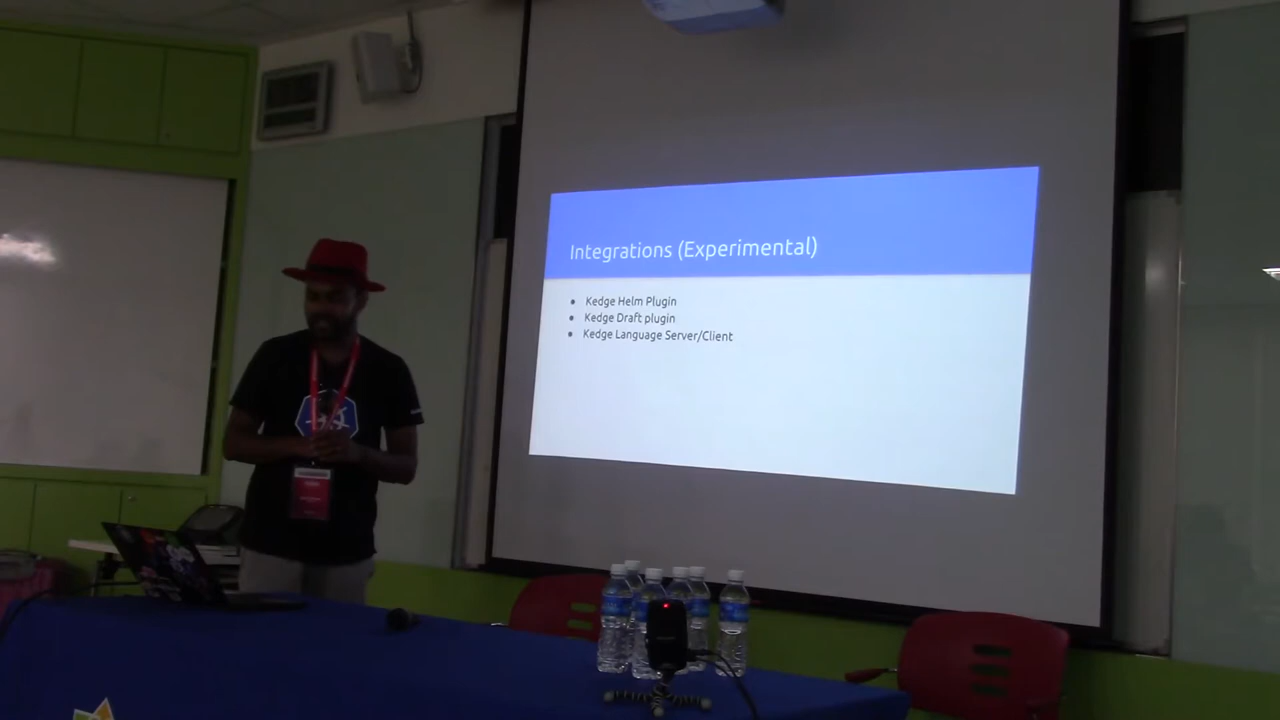 Integrations (Experimental)
Kedge Helm Plugin
Kedge Draft plugin
Kedge Language Server/Client